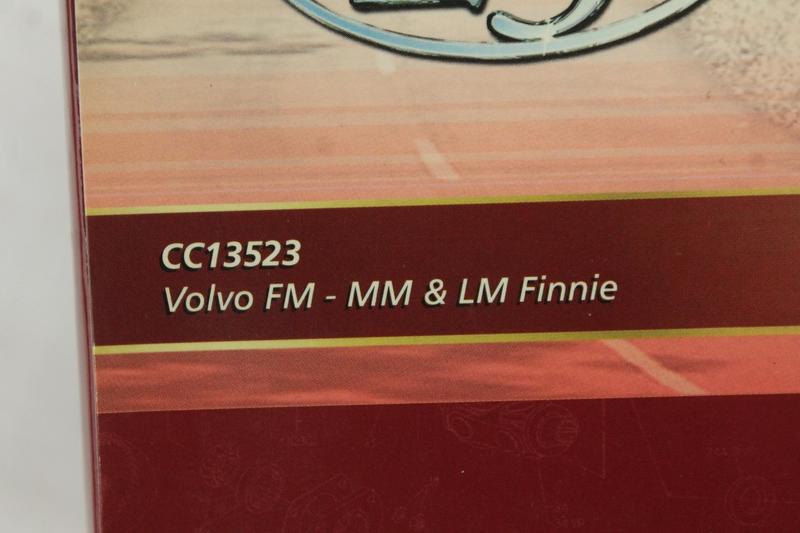 CC13523
Volvo FM - MM & LM Finnie